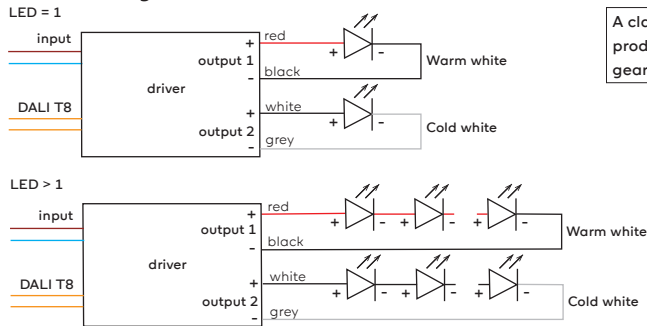 LED = 1
input
DALI T8
driver
+
output 1
-
+
output 2
-
red
+ -
black
Warm white
white
+ -
grey
Cold white
A cla
prod
gear
LED > 1
input
DALI T8
driver
+
output 1
-
+
output 2
-
red
+ - + - + -
black
Warm white
white
+ - + - + -
grey
Cold white